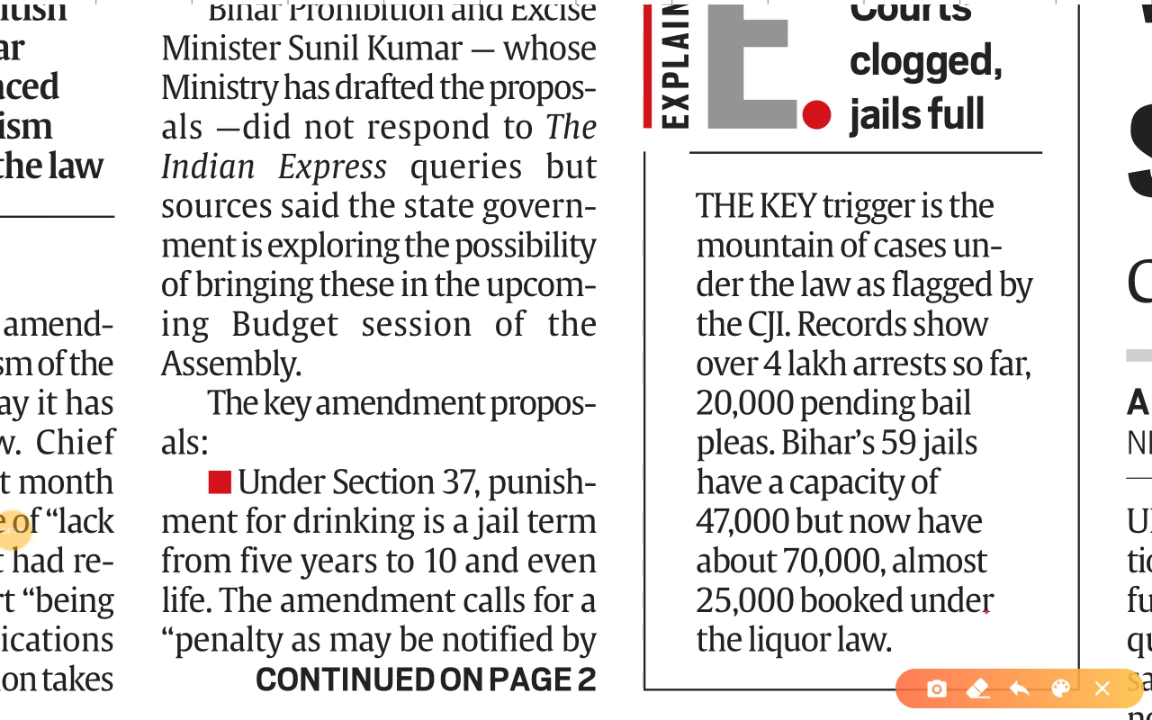 ar
ism
the law
amend-
sm of the
ay it has
w. Chief
t month
e of “lack
t had re-
rt “being
ications
on takes
Bihar Prohibition and Excise
Minister Sunil Kumar — whose
Ministry has drafted the propos-
als —did not respond to The
Indian Express queries but
sources said the state govern-
ment is exploring the possibility
of bringing these in the upcom-
ing Budget session of the
Assembly.
The key amendment propos-
als:
Under Section 37, punish-
ment for drinking is a jail term
from five years to 10 and even
life. The amendment calls for a
“penalty as may be notified by
CONTINUED ON PAGE 2
EXPLAIN
E.
Courts
clogged,
jails full
THE KEY trigger is the
mountain of cases un-
der the law as flagged by
the CJI. Records show
over 4 lakh arrests so far,
20,000 pending bail
pleas. Bihar’s 59 jails
have a capacity of
47,000 but now have
about 70,000, almost
25,000 booked under
the liquor law.